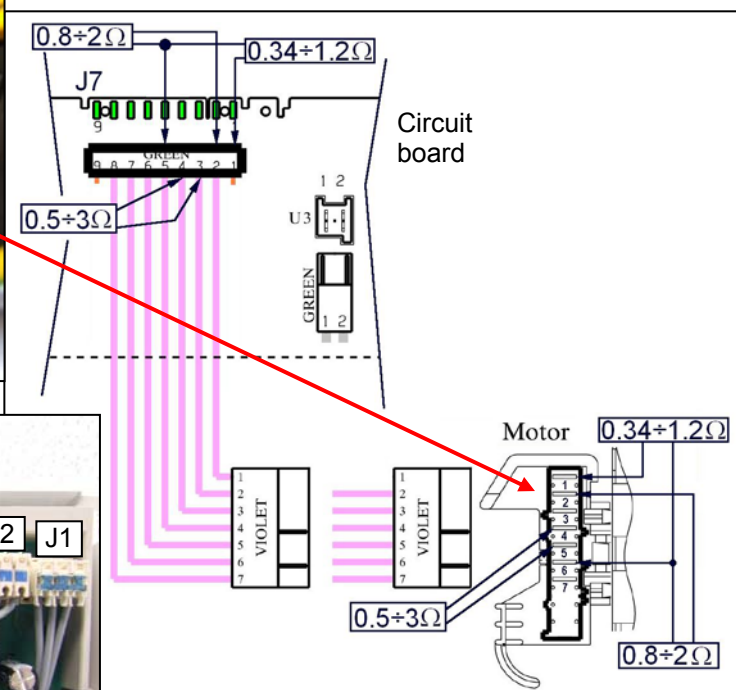 0.8÷2Ω
0.34÷1.2Ω
J7
9
Circuit
board
GREEN
9 8 7 6 5 4 3 2 1
0.5÷3Ω
1 2
U3
GREEN
1 2
Motor
0.34÷1.2Ω
1
2
3
4
5
6
7
VIOLET
1
2
3
4
5
6
7
VIOLET
1
2
3
4
5
6
7
2
J1
0.5÷3Ω
0.8÷2Ω